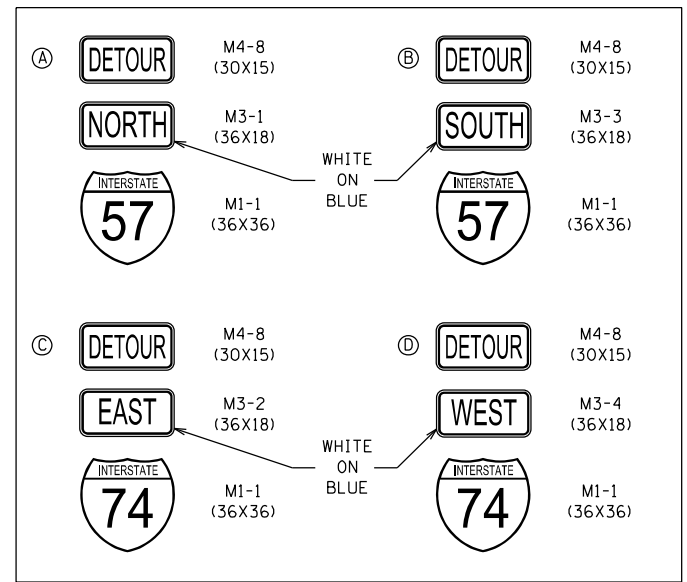 Ⓐ DETOUR M4-8
(30X15)
NORTH M3-1
(36X18)
INTERSTATE
57 M1-1
(36X36)
Ⓑ DETOUR M4-8
(30X15)
SOUTH M3-3
(36X18)
INTERSTATE
57 M1-1
(36X36)
WHITE
ON
BLUE
Ⓒ DETOUR M4-8
(30X15)
EAST M3-2
(36X18)
INTERSTATE
74 M1-1
(36X36)
Ⓓ DETOUR M4-8
(30X15)
WEST M3-4
(36X18)
INTERSTATE
74 M1-1
(36X36)
WHITE
ON
BLUE